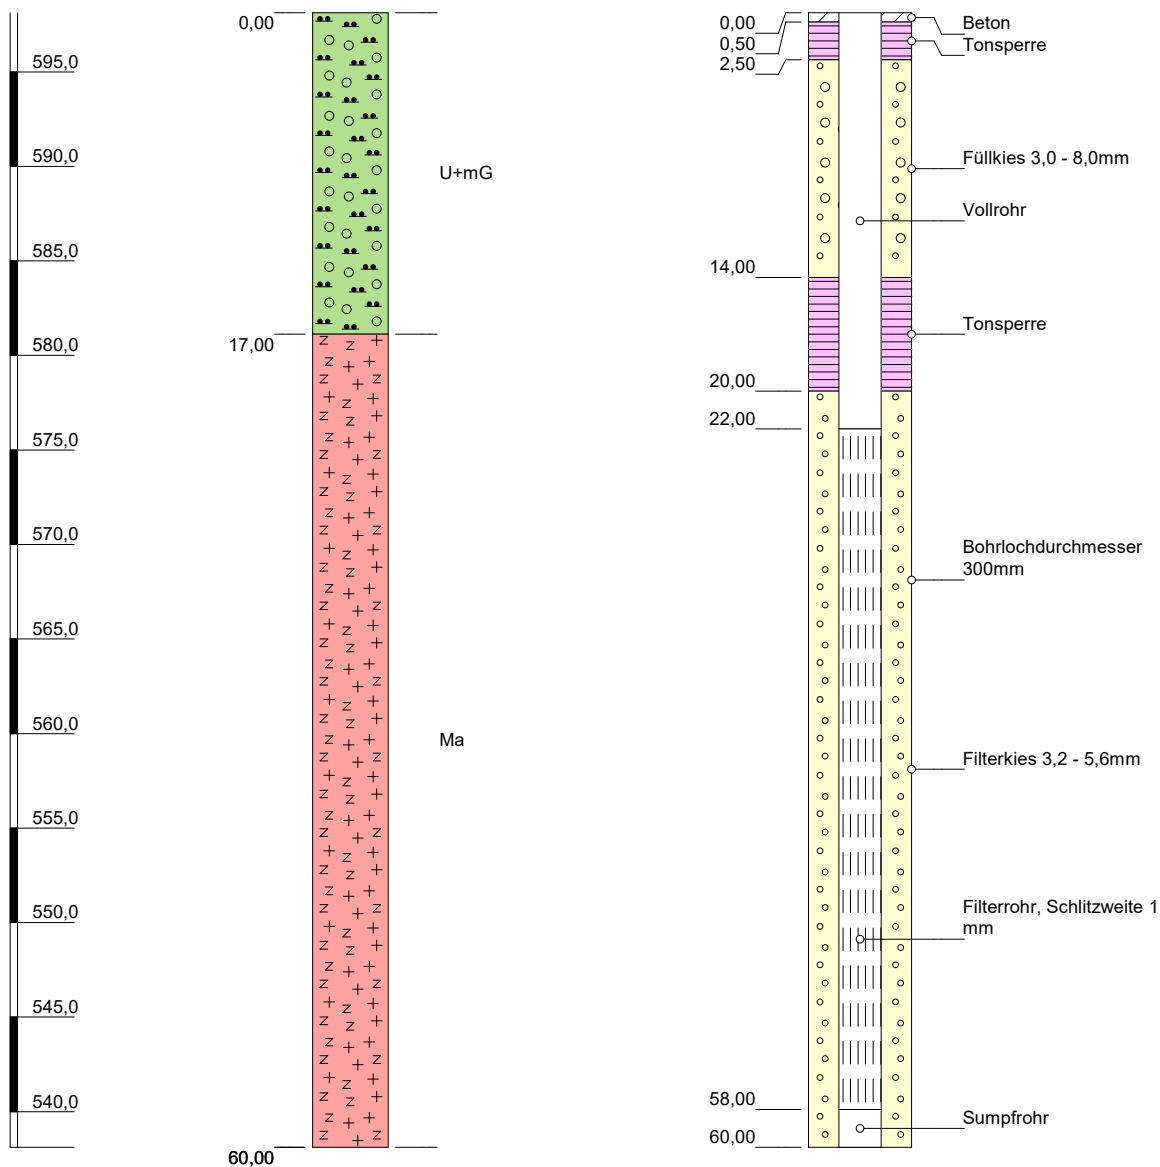 595,0
590,0
585,0
580,0
575,0
570,0
565,0
560,0
555,0
550,0
545,0
540,0
0,00
17,00
60,00
U+mG
Ma
0,00
0,50
2,50
14,00
20,00
22,00
58,00
60,00
Beton
Tonsperre
Füllkies 3,0 - 8,0mm
Vollrohr
Tonsperre
Bohrlochdurchmesser
300mm
Filterkies 3,2 - 5,6mm
Filterrohr, Schlitzweite 1
mm
Sumpfrohr